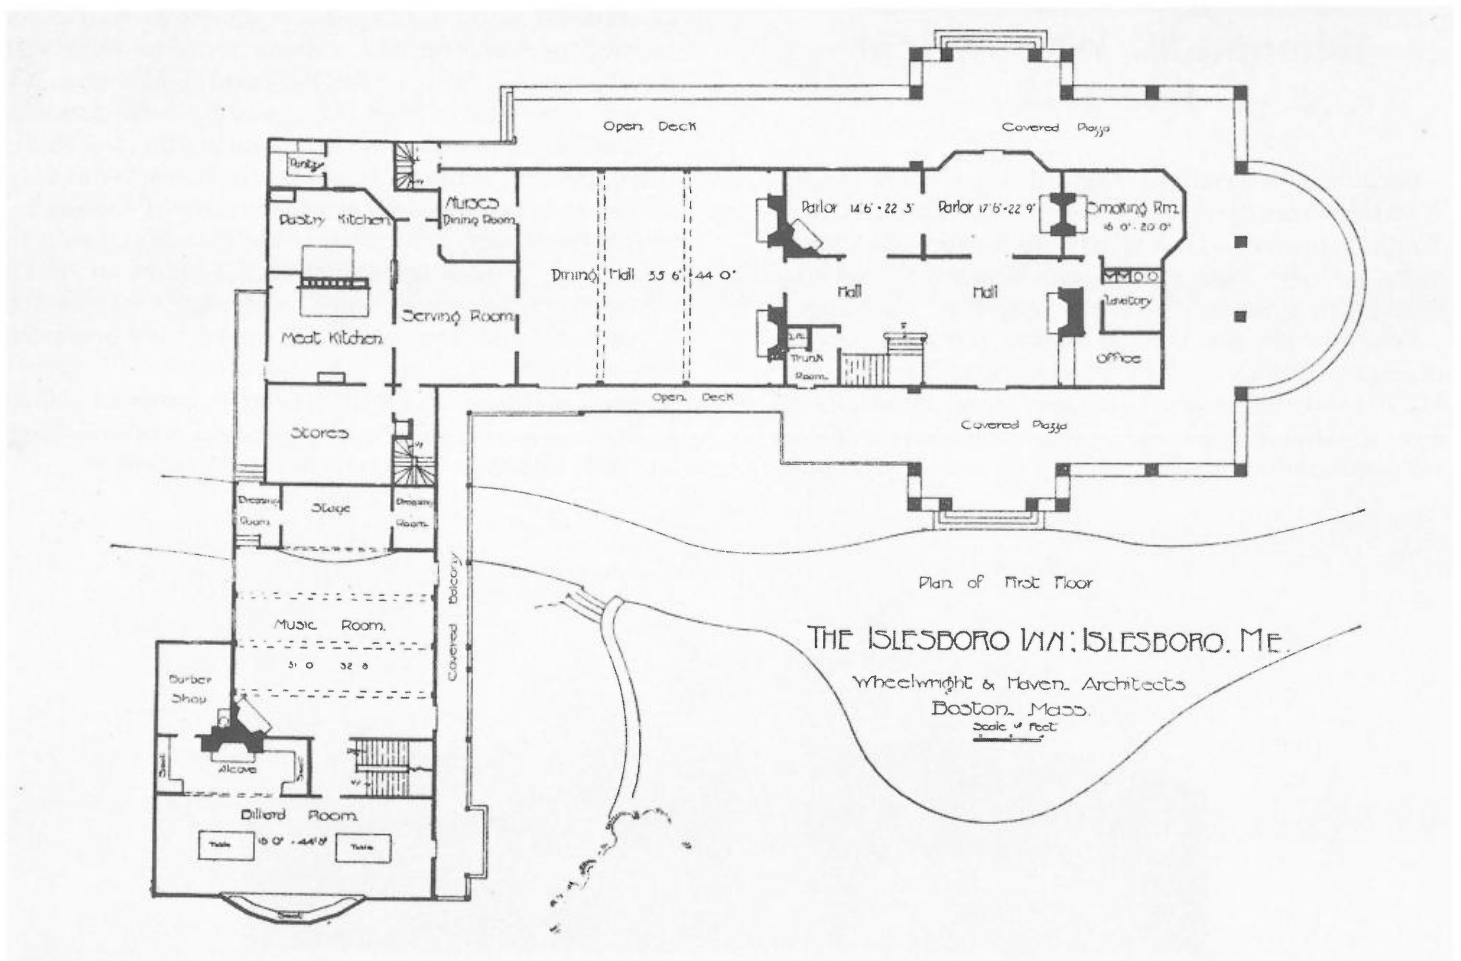 Open Deck
Covered Piazza
Pantry
Pastry Kitchen
Nurses
Dining Room
Parlor 14'6"×22'3"
Parlor 17'6"×22'9"
Smoking Rm.
16'0"×20'0"
Dining Hall 35'6"×44'0"
Hall
Hall
Lavatory
Serving Room
Meat Kitchen
Trunk
Room
Office
Open Deck
Covered Piazza
Stores
Up
Dressing
Room
Stage
Dressing
Room
Covered Balcony
Music Room
31'0" 32'8"
Barber
Shop
Seat
Alcove
Seat
Up
Billiard Room
16'0"×44'8"
Table
Table
Seat
Plan of First Floor
The Islesboro Inn; Islesboro, Me.
Wheelwright & Haven Architects
Boston Mass.
Scale of Feet